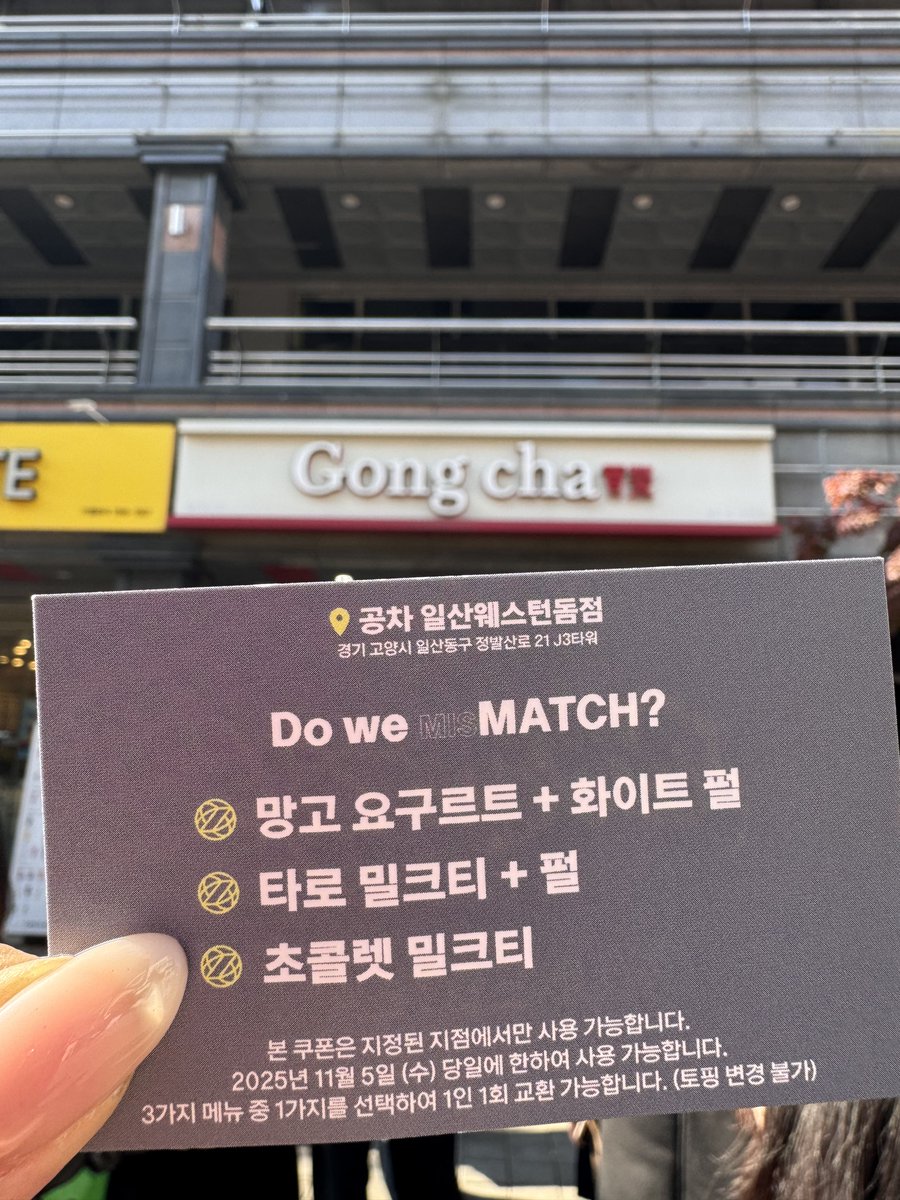 TE
Gong cha
공차 일산웨스턴돔점
경기 고양시 일산동구 정발산로 21 J3타워
Do we MISMATCH?
망고 요구르트 + 화이트 펄
타로 밀크티 + 펄
초콜렛 밀크티
본 쿠폰은 지정된 지점에서만 사용 가능합니다.
2025년 11월 5일 (수) 당일에 한하여 사용 가능합니다.
3가지 메뉴 중 1가지를 선택하여 1인 1회 교환 가능합니다. (토핑 변경 불가)